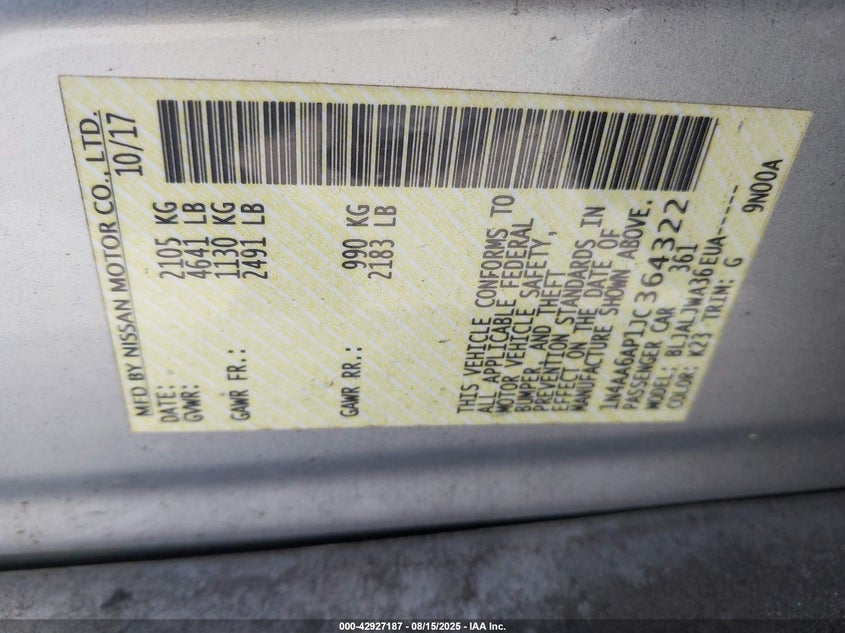 MFD BY NISSAN MOTOR CO., LTD.
DATE: 10/17
GVWR: 2105 KG
4641 LB
GAWR FR.: 1130 KG
2491 LB
GAWR RR.: 990 KG
2183 LB
THIS VEHICLE CONFORMS TO
ALL APPLICABLE FEDERAL
MOTOR VEHICLE SAFETY,
BUMPER, AND THEFT
PREVENTION STANDARDS IN
EFFECT ON THE DATE OF
MANUFACTURE SHOWN ABOVE.
1N4AA6AP1JC364322
PASSENGER CAR 361
MODEL: BLJALJWA36EUA-----
COLOR: K23 TRIM: G 9N00A
000-42927187 - 08/15/2025 - IAA Inc.